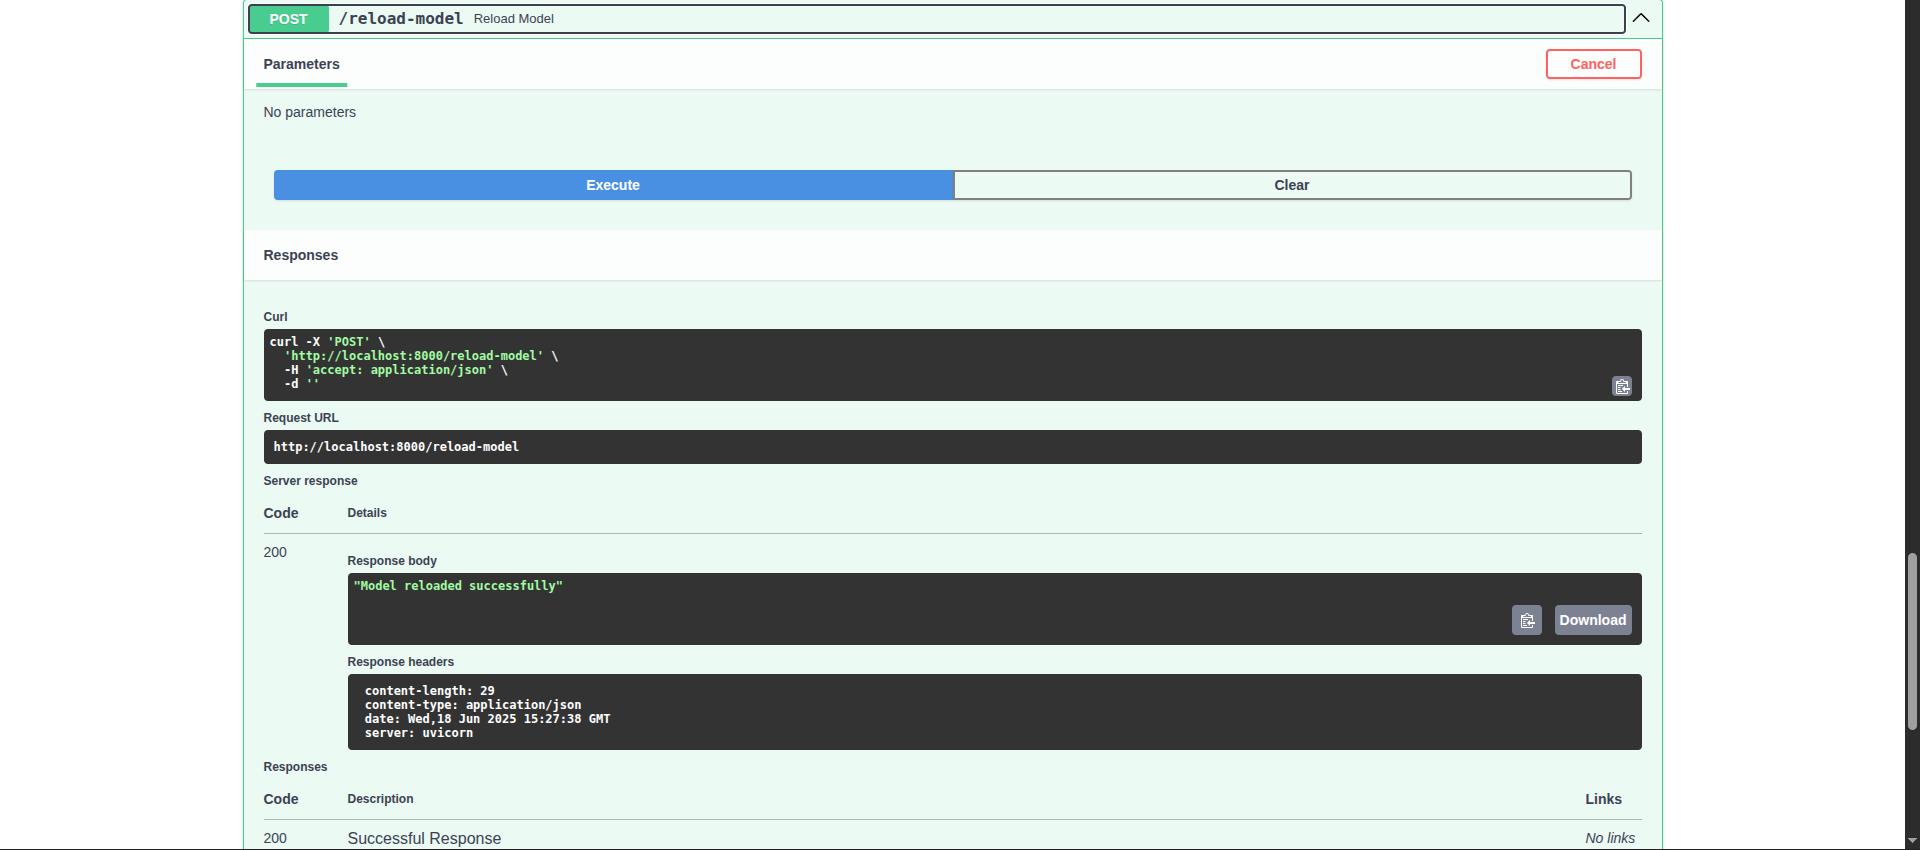 POST /reload-model Reload Model
Parameters
Cancel
No parameters
Execute
Clear
Responses
Curl
curl -X 'POST' \
  'http://localhost:8000/reload-model' \
  -H 'accept: application/json' \
  -d ''
Request URL
http://localhost:8000/reload-model
Server response
Code Details
200
Response body
"Model reloaded successfully"
Download
Response headers
content-length: 29
content-type: application/json
date: Wed,18 Jun 2025 15:27:38 GMT
server: uvicorn
Responses
Code Description Links
200 Successful Response No links